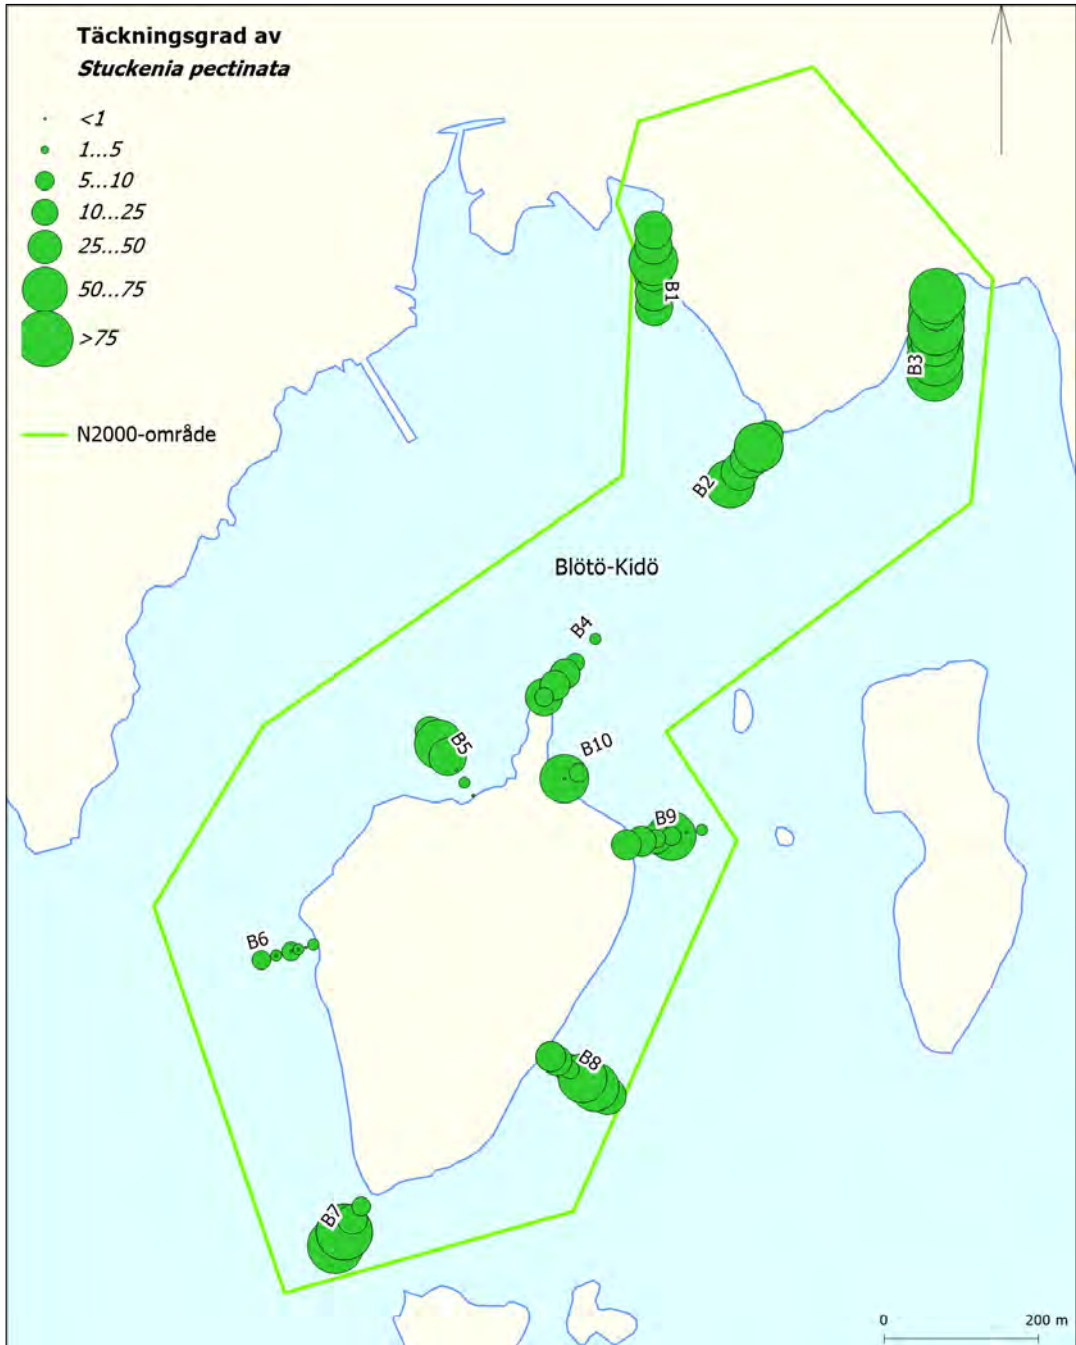 Täckningsgrad av
Stuckenia pectinata
<1
1...5
5...10
10...25
25...50
50...75
>75
N2000-område
B1
B3
B2
Blötö-Kidö
B4
B5
B10
B9
B6
B8
B7
0 200 m